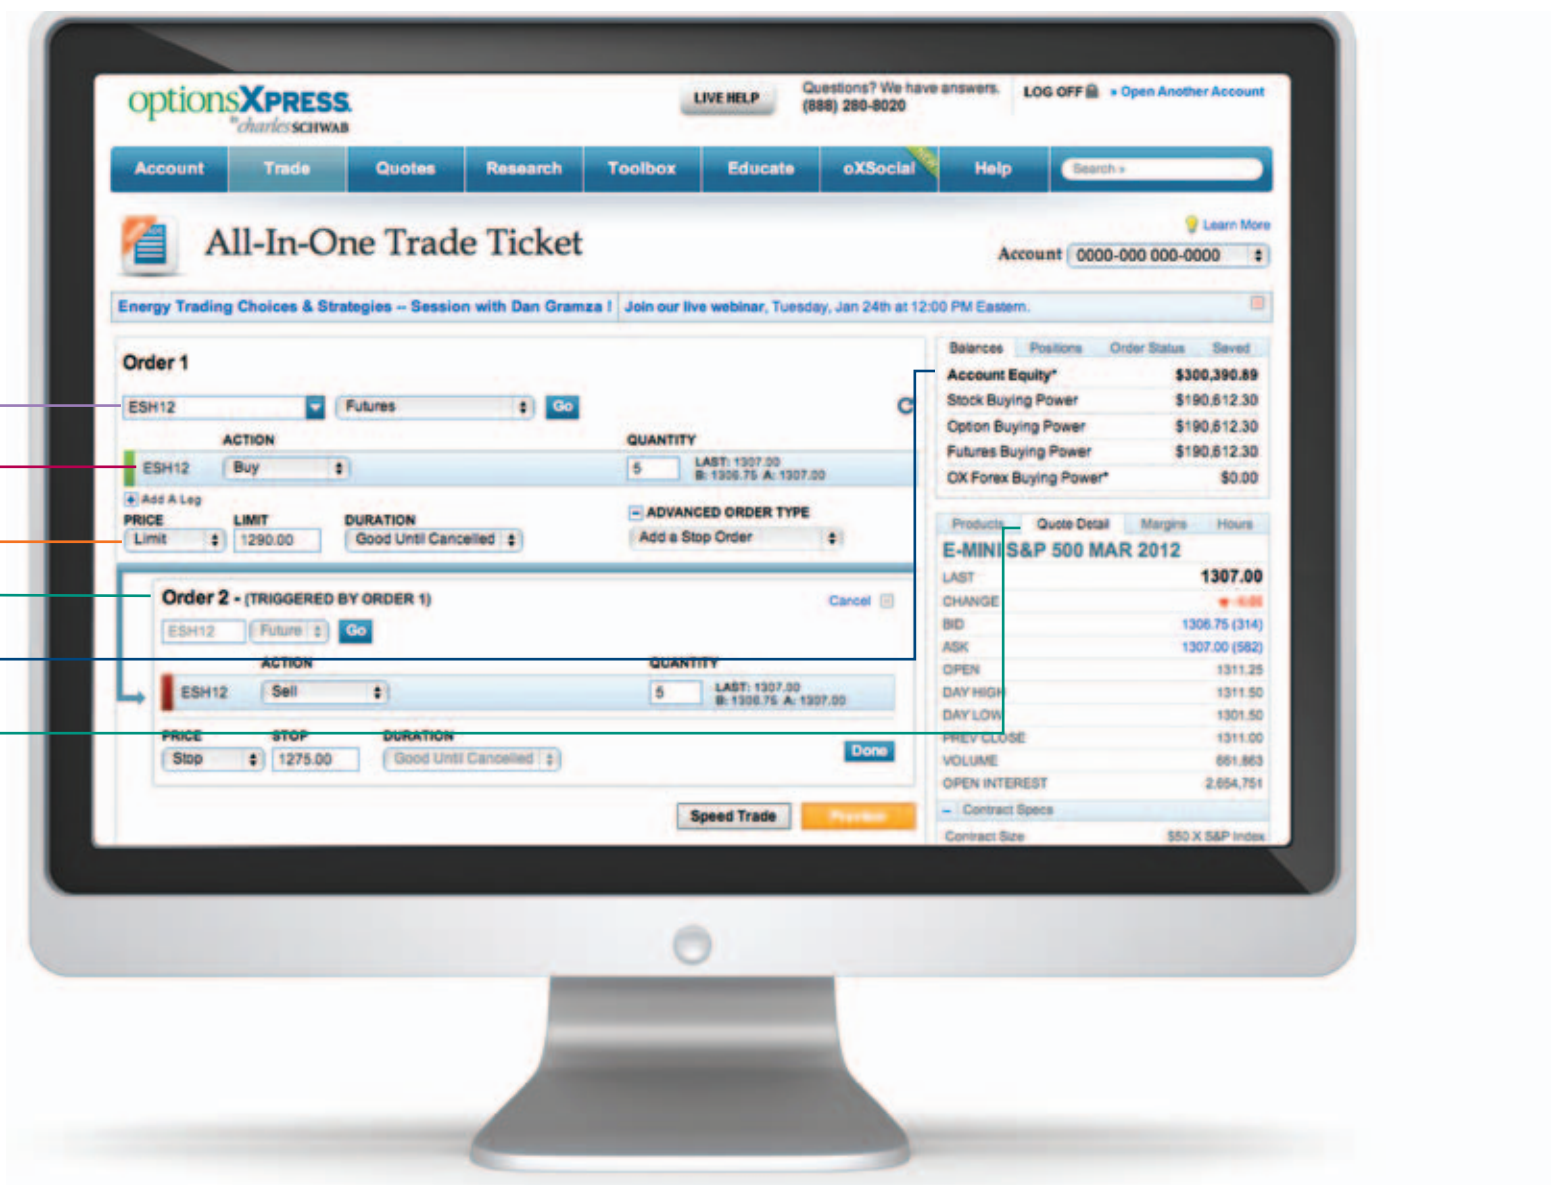 optionsXPRESS
by charles SCHWAB
LIVE HELP
Questions? We have answers.
(888) 280-8020
LOG OFF
» Open Another Account
Account Trade Quotes Research Toolbox Educate oXSocial NEW Help Search »
All-In-One Trade Ticket
Learn More
Account 0000-000 000-0000
Energy Trading Choices & Strategies -- Session with Dan Gramza ! Join our live webinar, Tuesday, Jan 24th at 12:00 PM Eastern.
Order 1
ESH12 Futures Go
ACTION QUANTITY
ESH12 Buy 5 LAST: 1307.00
B: 1306.75 A: 1307.00
Add A Leg
PRICE LIMIT DURATION ADVANCED ORDER TYPE
Limit 1290.00 Good Until Cancelled Add a Stop Order
Order 2 - (TRIGGERED BY ORDER 1) Cancel
ESH12 Future Go
ACTION QUANTITY
ESH12 Sell 5 LAST: 1307.00
B: 1306.75 A: 1307.00
PRICE STOP DURATION
Stop 1275.00 Good Until Cancelled Done
Speed Trade Preview
Balances Positions Order Status Saved
Account Equity* $300,390.89
Stock Buying Power $190,612.30
Option Buying Power $190,612.30
Futures Buying Power $190,612.30
OX Forex Buying Power* $0.00
Products Quote Detail Margins Hours
E-MINI S&P 500 MAR 2012
LAST 1307.00
CHANGE
BID 1306.75 (314)
ASK 1307.00 (582)
OPEN 1311.25
DAY HIGH 1311.50
DAY LOW 1301.50
PREV CLOSE 1311.00
VOLUME 661,863
OPEN INTEREST 2,654,751
Contract Specs
Contract Size $50 X S&P Index